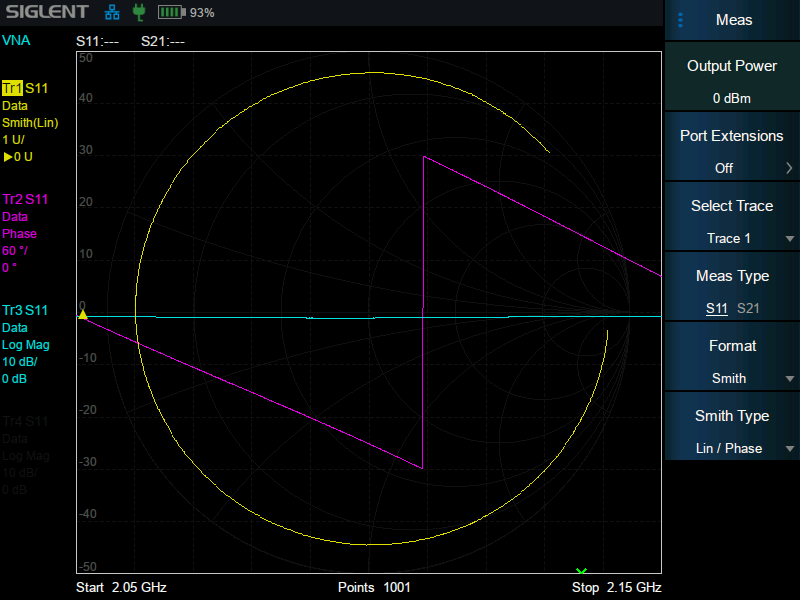 SIGLENT 93%
Meas
VNA
S11:--- S21:---
Tr1 S11
Data
Smith(Lin)
1 U/
0 U
Tr2 S11
Data
Phase
60 °/
0 °
Tr3 S11
Data
Log Mag
10 dB/
0 dB
Tr4 S11
Data
Log Mag
10 dB/
0 dB
50
40
30
20
10
0
-10
-20
-30
-40
-50
Start 2.05 GHz Points 1001 Stop 2.15 GHz
Output Power
0 dBm
Port Extensions
Off
Select Trace
Trace 1
Meas Type
S11 S21
Format
Smith
Smith Type
Lin / Phase